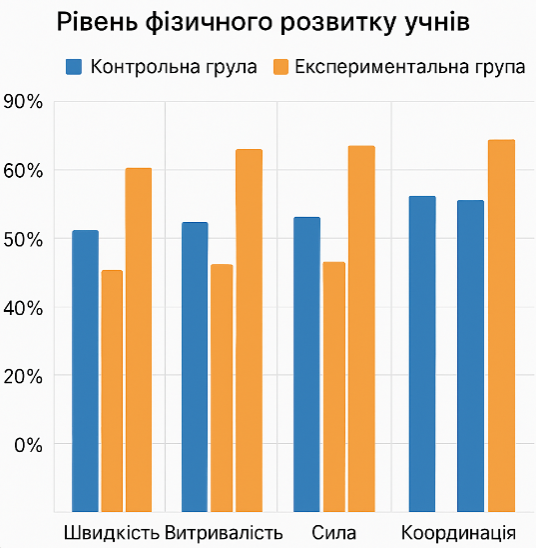 Рівень фізичного розвитку учнів
Контрольна грула Експериментальна група
90%
60%
50%
40%
20%
0%
Швидкість Витривалість Сила Координація